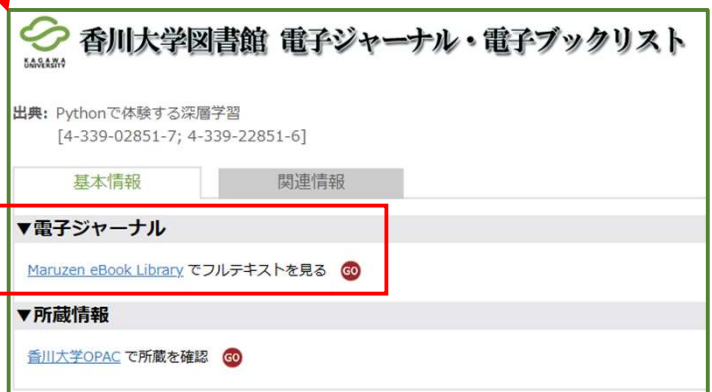 KAGAWA
UNIVERSITY
香川大学図書館 電子ジャーナル・電子ブックリスト
出典: Pythonで体験する深層学習
[4-339-02851-7; 4-339-22851-6]
基本情報 関連情報
▼電子ジャーナル
Maruzen eBook Library でフルテキストを見る GO
▼所蔵情報
香川大学OPAC で所蔵を確認 GO